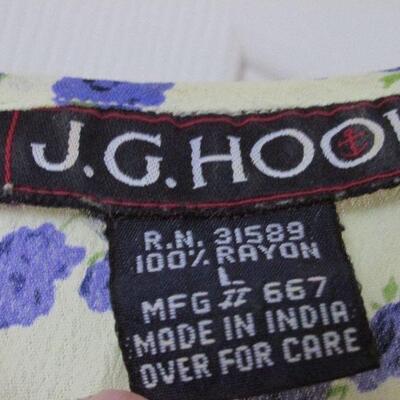 J.G.HOO
R.N. 31589
100% RAYON
L
MFG # 667
MADE IN INDIA
OVER FOR CARE